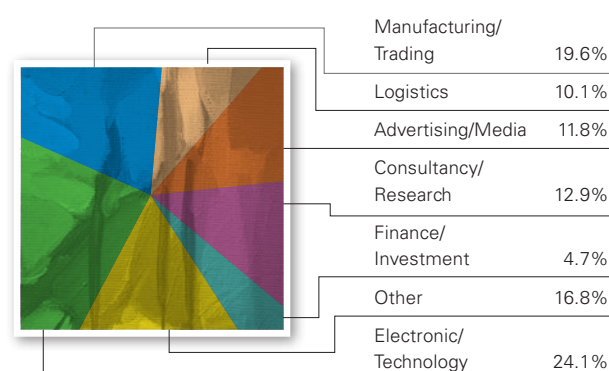 Manufacturing/
Trading 19.6%
Logistics 10.1%
Advertising/Media 11.8%
Consultancy/
Research 12.9%
Finance/
Investment 4.7%
Other 16.8%
Electronic/
Technology 24.1%